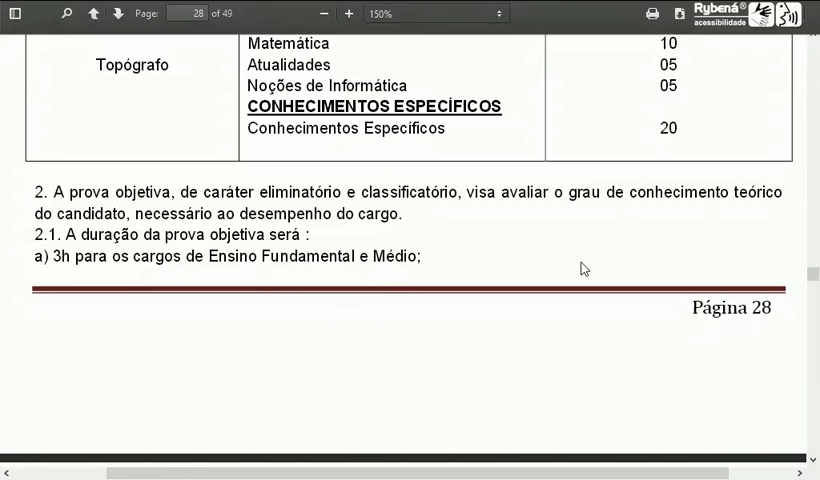 Page: 28 of 49 150% Rybená®
acessibilidade
Matemática 10
Topógrafo Atualidades 05
Noções de Informática 05
CONHECIMENTOS ESPECÍFICOS
Conhecimentos Específicos 20
2. A prova objetiva, de caráter eliminatório e classificatório, visa avaliar o grau de conhecimento teórico
do candidato, necessário ao desempenho do cargo.
2.1. A duração da prova objetiva será :
a) 3h para os cargos de Ensino Fundamental e Médio;
Página 28